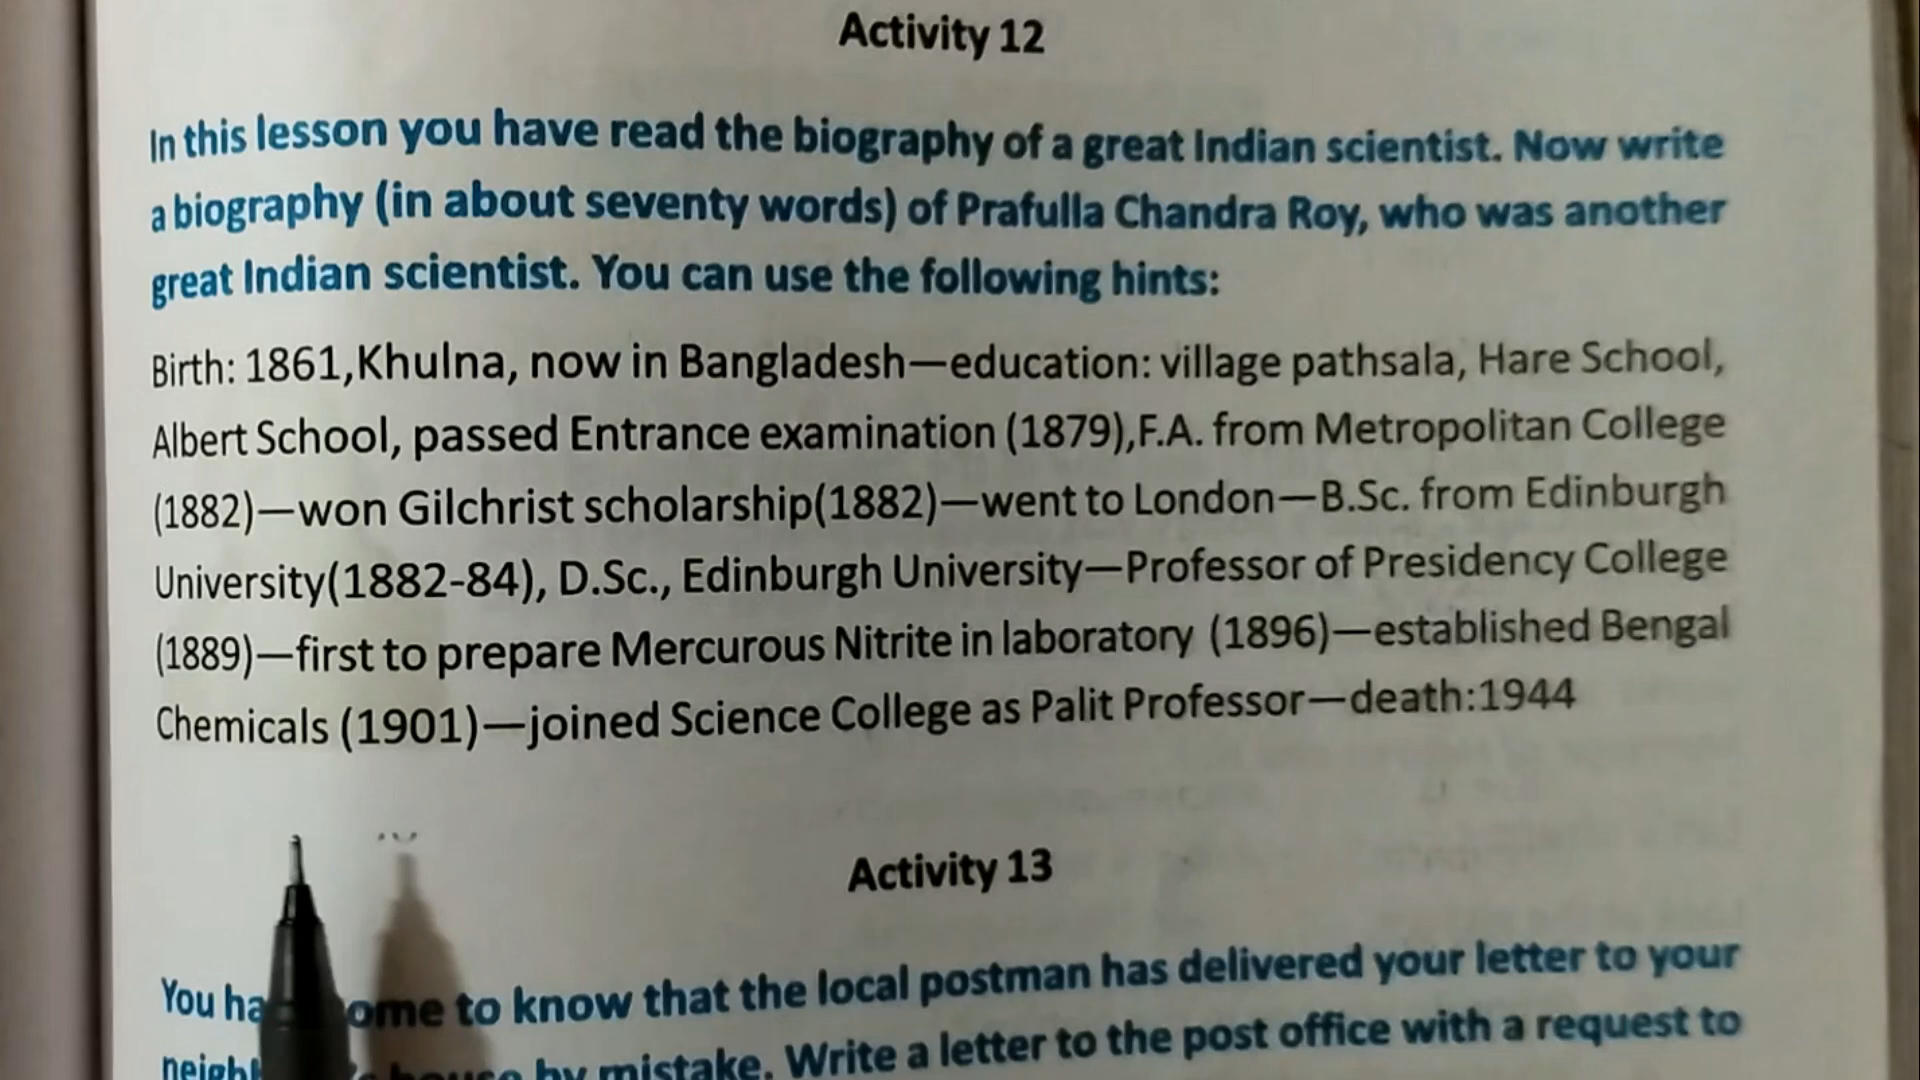 Activity 12
In this lesson you have read the biography of a great Indian scientist. Now write
a biography (in about seventy words) of Prafulla Chandra Roy, who was another
great Indian scientist. You can use the following hints:
Birth: 1861,Khulna, now in Bangladesh—education: village pathsala, Hare School,
Albert School, passed Entrance examination (1879),F.A. from Metropolitan College
(1882)—won Gilchrist scholarship(1882)—went to London—B.Sc. from Edinburgh
University(1882-84), D.Sc., Edinburgh University—Professor of Presidency College
(1889)—first to prepare Mercurous Nitrite in laboratory (1896)—established Bengal
Chemicals (1901)—joined Science College as Palit Professor—death:1944
Activity 13
You to know that the local postman has delivered your letter to your
by mistake. Write a letter to the post office with a request to